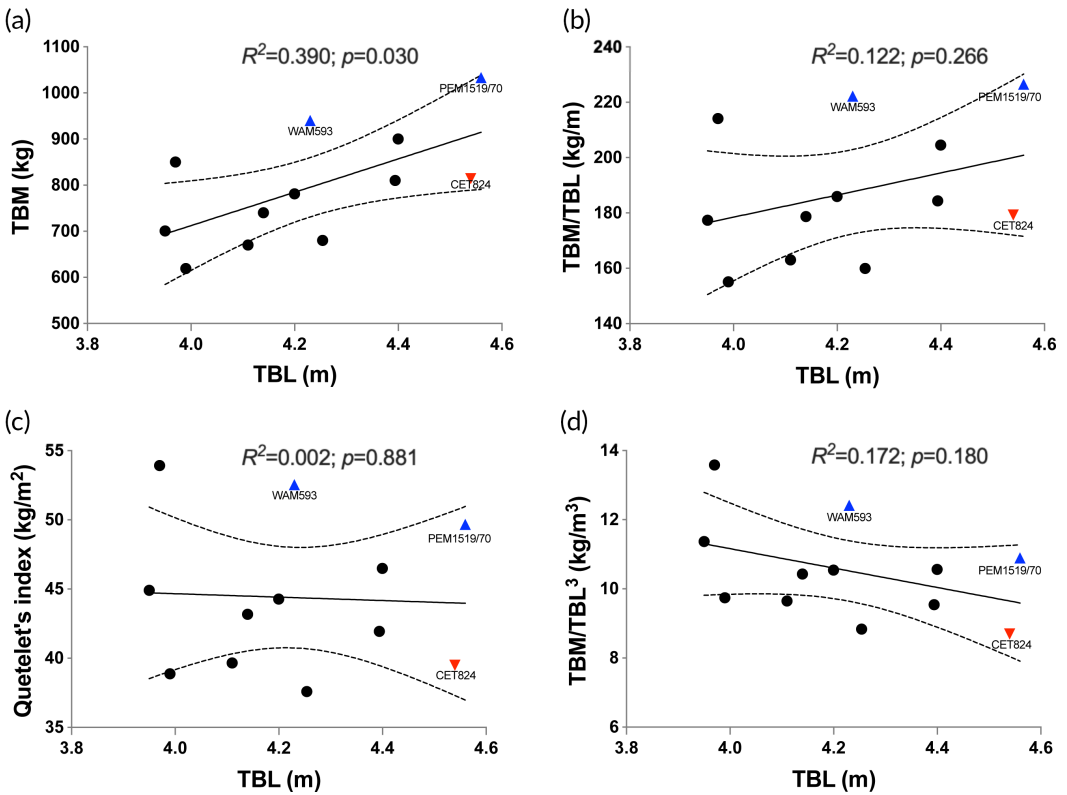 (a)
R²=0.390; p=0.030
1100
1000
900
800
700
600
500
TBM (kg)
PEM1519/70
WAM593
CET824
3.8 4.0 4.2 4.4 4.6
TBL (m)
(b)
R²=0.122; p=0.266
240
220
200
180
160
140
TBM/TBL (kg/m)
WAM593
PEM1519/70
CET824
3.8 4.0 4.2 4.4 4.6
TBL (m)
(c)
R²=0.002; p=0.881
55
50
45
40
35
Quetelet's index (kg/m²)
WAM593
PEM1519/70
CET824
3.8 4.0 4.2 4.4 4.6
TBL (m)
(d)
R²=0.172; p=0.180
14
12
10
8
6
TBM/TBL³ (kg/m³)
WAM593
PEM1519/70
CET824
3.8 4.0 4.2 4.4 4.6
TBL (m)